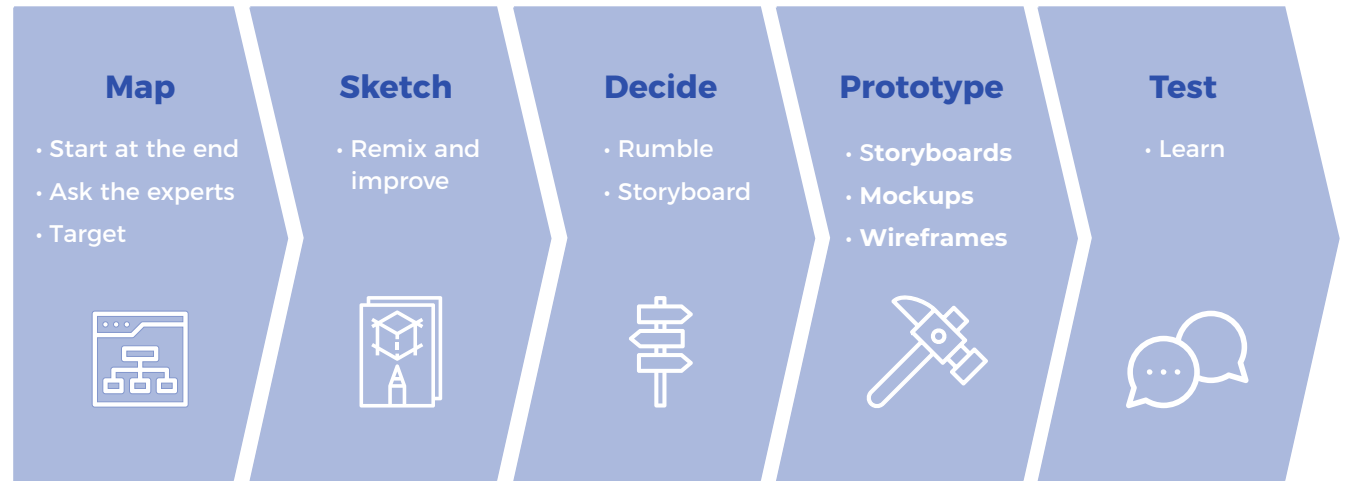 Map
• Start at the end
• Ask the experts
• Target
Sketch
• Remix and
improve
Decide
• Rumble
• Storyboard
Prototype
• Storyboards
• Mockups
• Wireframes
Test
• Learn